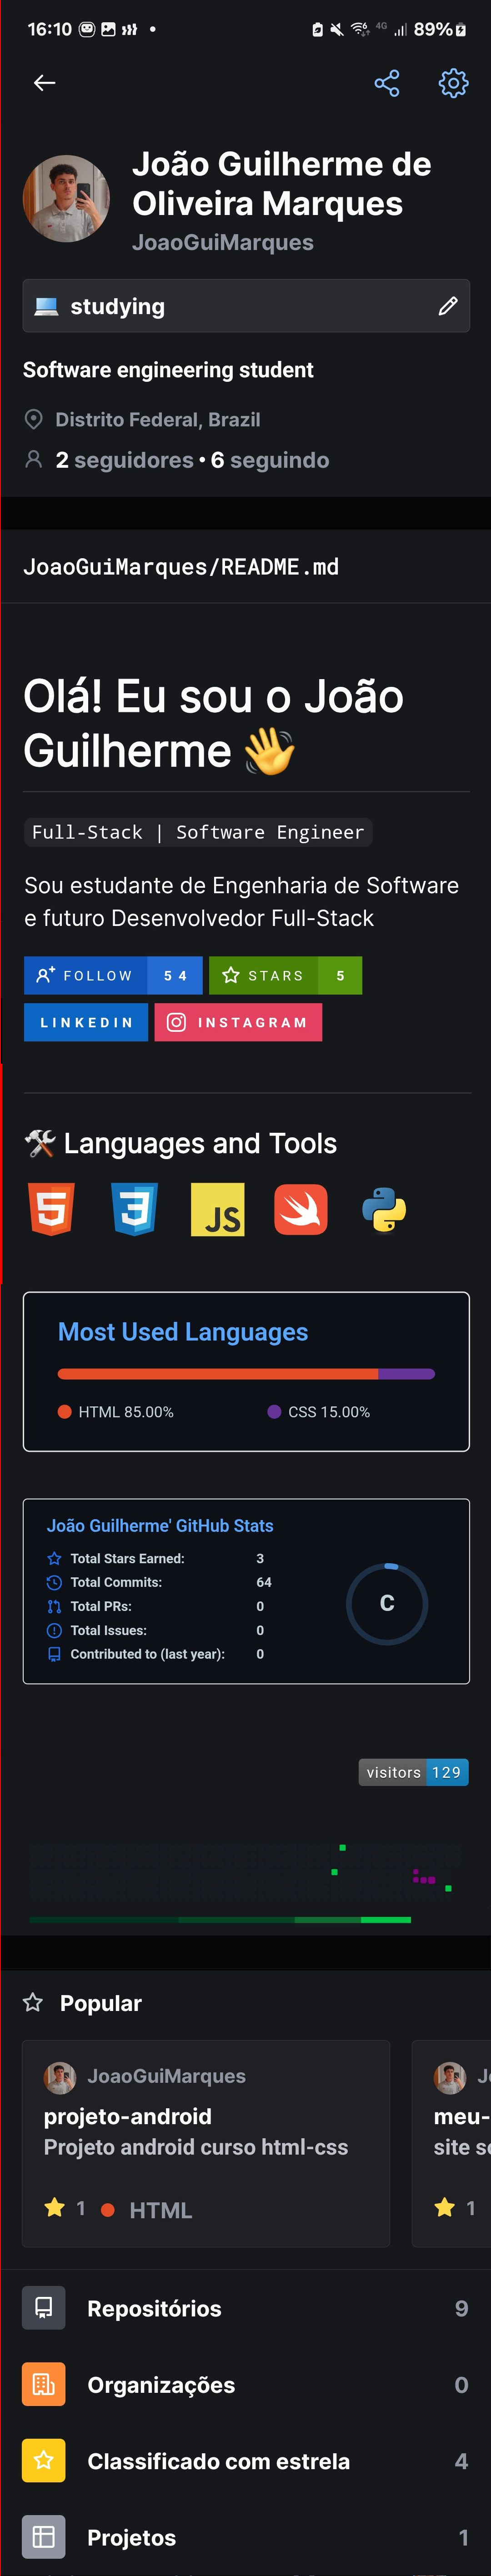 16:10
4G
89%
João Guilherme de
Oliveira Marques
JoaoGuiMarques
studying
Software engineering student
Distrito Federal, Brazil
2 seguidores • 6 seguindo
JoaoGuiMarques/README.md
Olá! Eu sou o João
Guilherme 👋
Full-Stack | Software Engineer
Sou estudante de Engenharia de Software
e futuro Desenvolvedor Full-Stack
FOLLOW 54 STARS 5
LINKEDIN INSTAGRAM
🛠 Languages and Tools
5 3 JS
Most Used Languages
HTML 85.00% CSS 15.00%
João Guilherme' GitHub Stats
Total Stars Earned: 3
Total Commits: 64
Total PRs: 0
Total Issues: 0
Contributed to (last year): 0
C
visitors 129
Popular
JoaoGuiMarques
projeto-android
Projeto android curso html-css
1 HTML
meu-
site
1
Repositórios 9
Organizações 0
Classificado com estrela 4
Projetos 1